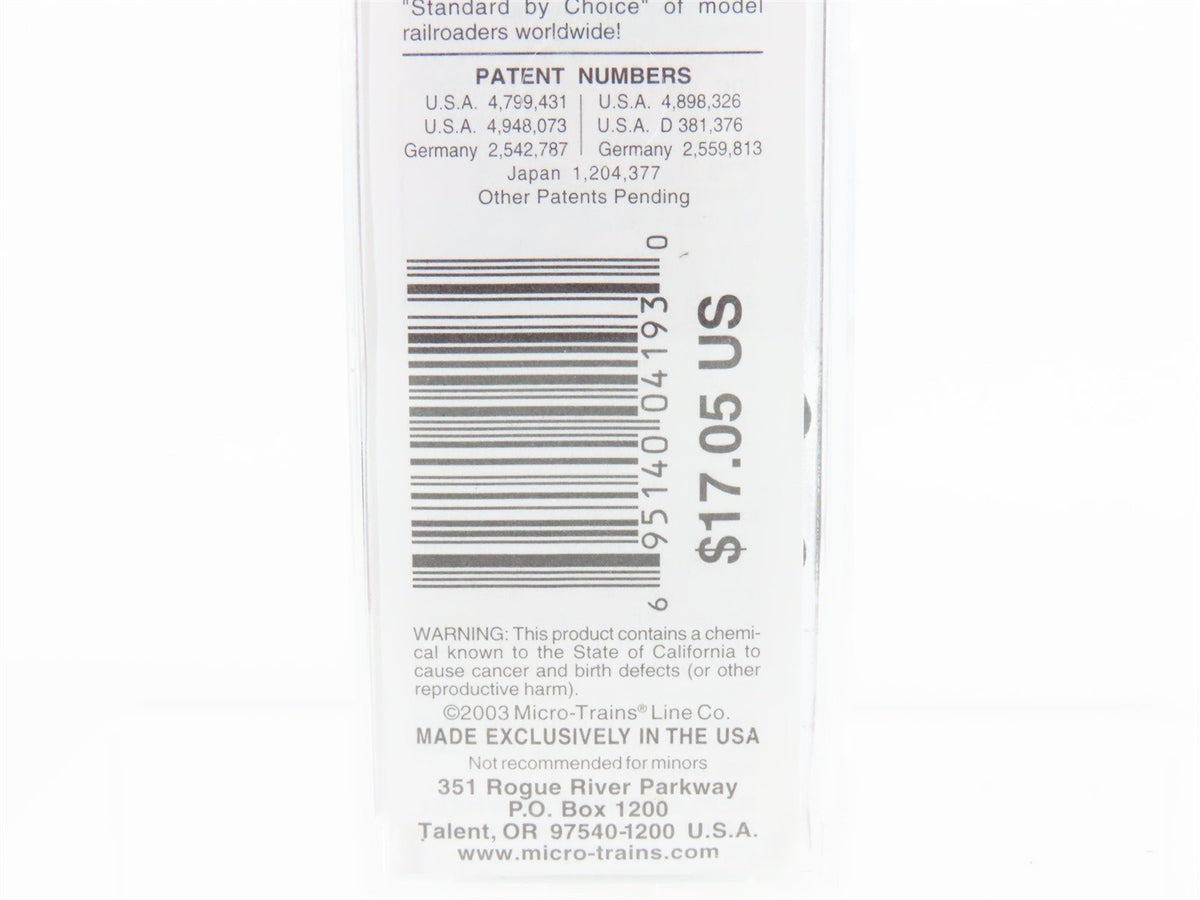 "Standard by Choice" of model
railroaders worldwide!
PATENT NUMBERS
U.S.A. 4,799,431 | U.S.A. 4,898,326
U.S.A. 4,948,073 | U.S.A. D 381,376
Germany 2,542,787 | Germany 2,559,813
Japan 1,204,377
Other Patents Pending
6 95140 04193 0
$17.05 US
WARNING: This product contains a chemi-
cal known to the State of California to
cause cancer and birth defects (or other
reproductive harm).
©2003 Micro-Trains® Line Co.
MADE EXCLUSIVELY IN THE USA
Not recommended for minors
351 Rogue River Parkway
P.O. Box 1200
Talent, OR 97540-1200 U.S.A.
www.micro-trains.com